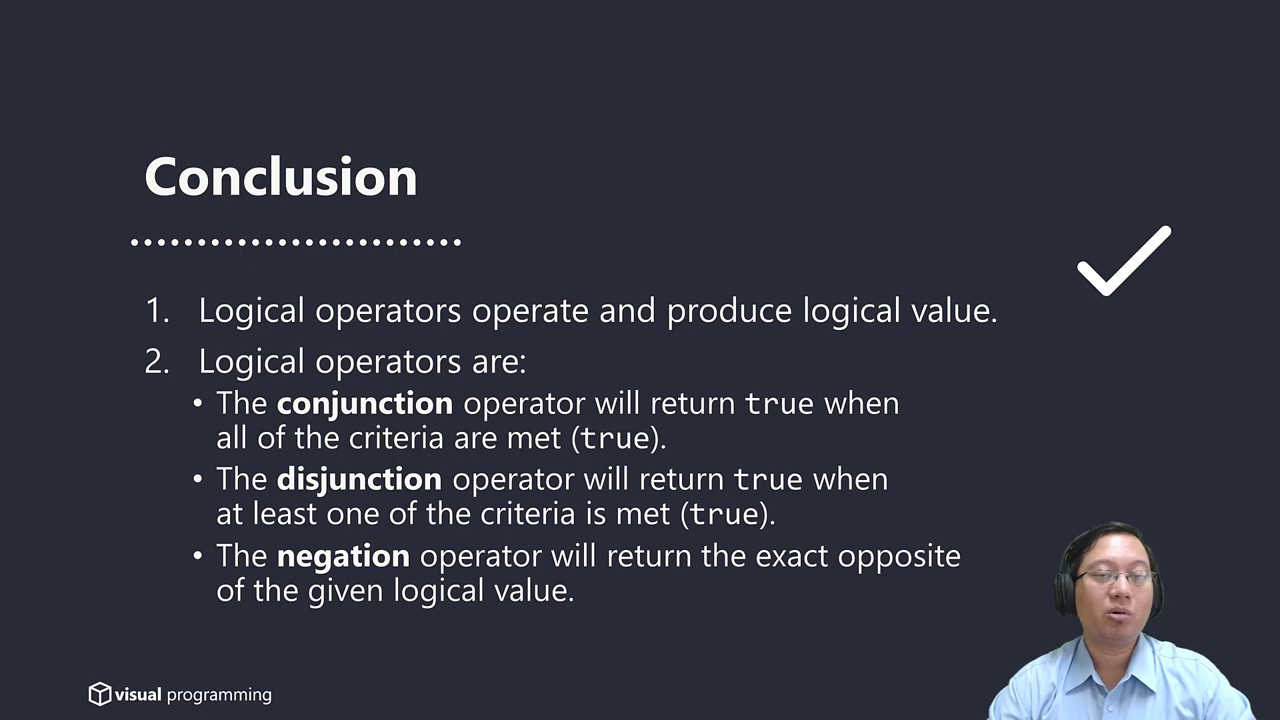 Conclusion
1. Logical operators operate and produce logical value.
2. Logical operators are:
• The conjunction operator will return true when
all of the criteria are met (true).
• The disjunction operator will return true when
at least one of the criteria is met (true).
• The negation operator will return the exact opposite
of the given logical value.
visual programming